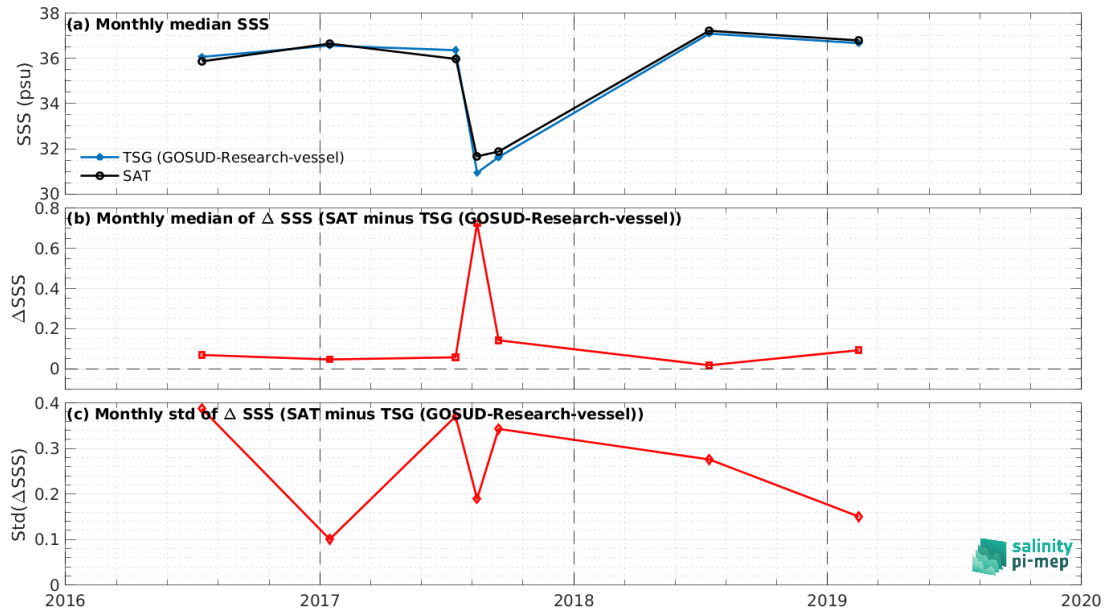 (a) Monthly median SSS
38
36
34
32
30
SSS (psu)
TSG (GOSUD-Research-vessel)
SAT
(b) Monthly median of Δ SSS (SAT minus TSG (GOSUD-Research-vessel))
0.8
0.6
0.4
0.2
0
ΔSSS
(c) Monthly std of Δ SSS (SAT minus TSG (GOSUD-Research-vessel))
0.4
0.3
0.2
0.1
0
Std(ΔSSS)
2016
2017
2018
2019
2020
salinity
pi-mep